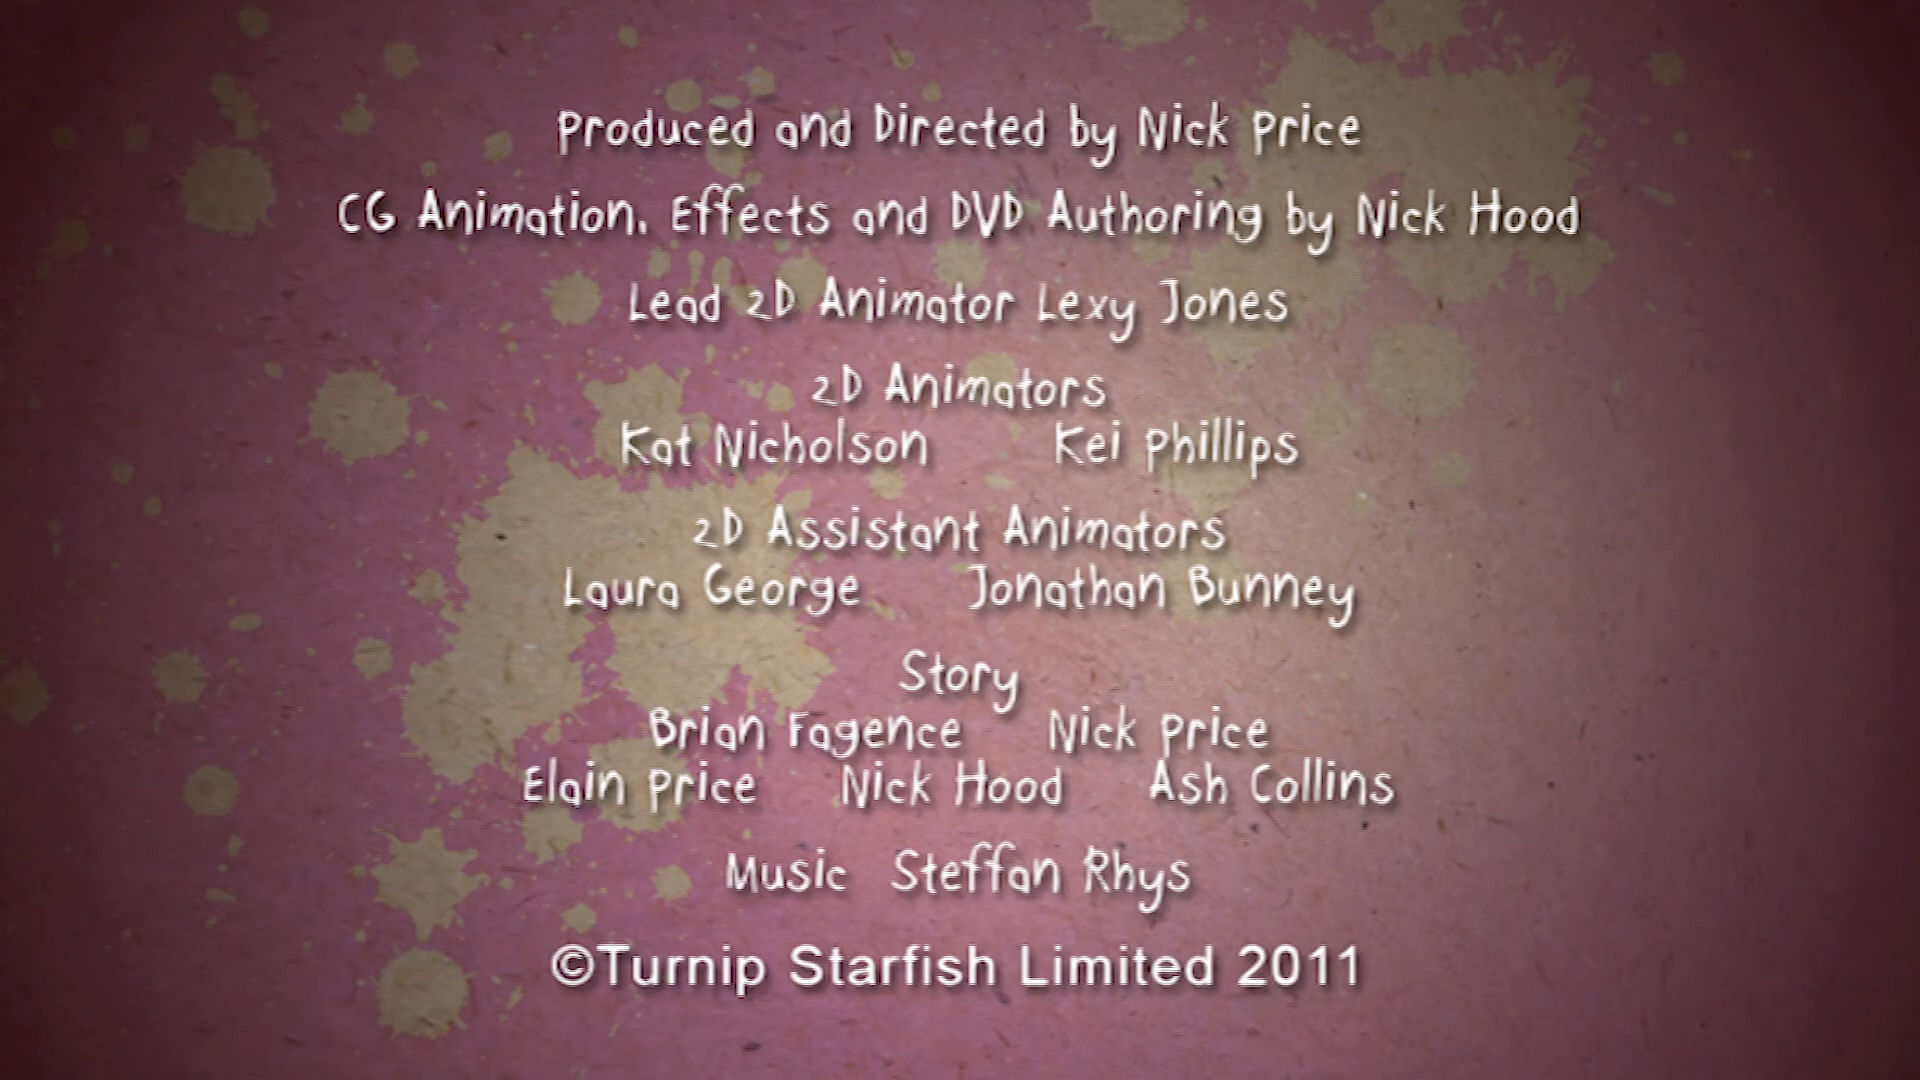 Produced and Directed by Nick Price
CG Animation, Effects and DVD Authoring by Nick Hood
Lead 2D Animator Lexy Jones
2D Animators
Kat Nicholson Kei Phillips
2D Assistant Animators
Laura George Jonathan Bunney
Story
Brian Fagence Nick Price
Elain Price Nick Hood Ash Collins
Music Steffan Rhys
©Turnip Starfish Limited 2011